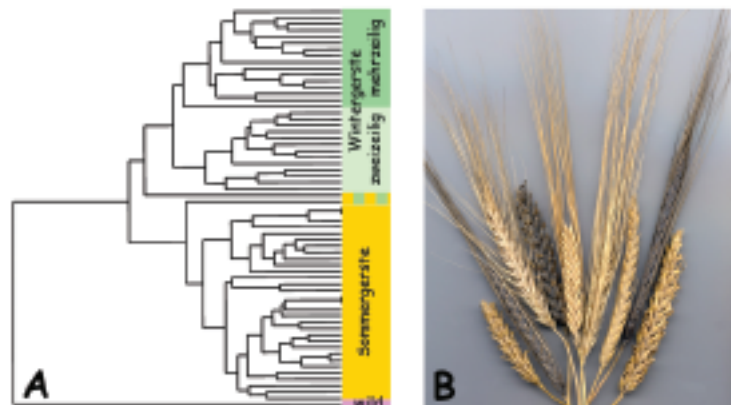 Wintergerste
mehrzeilig
zweizeilig
Sommergerste
wild
A
B